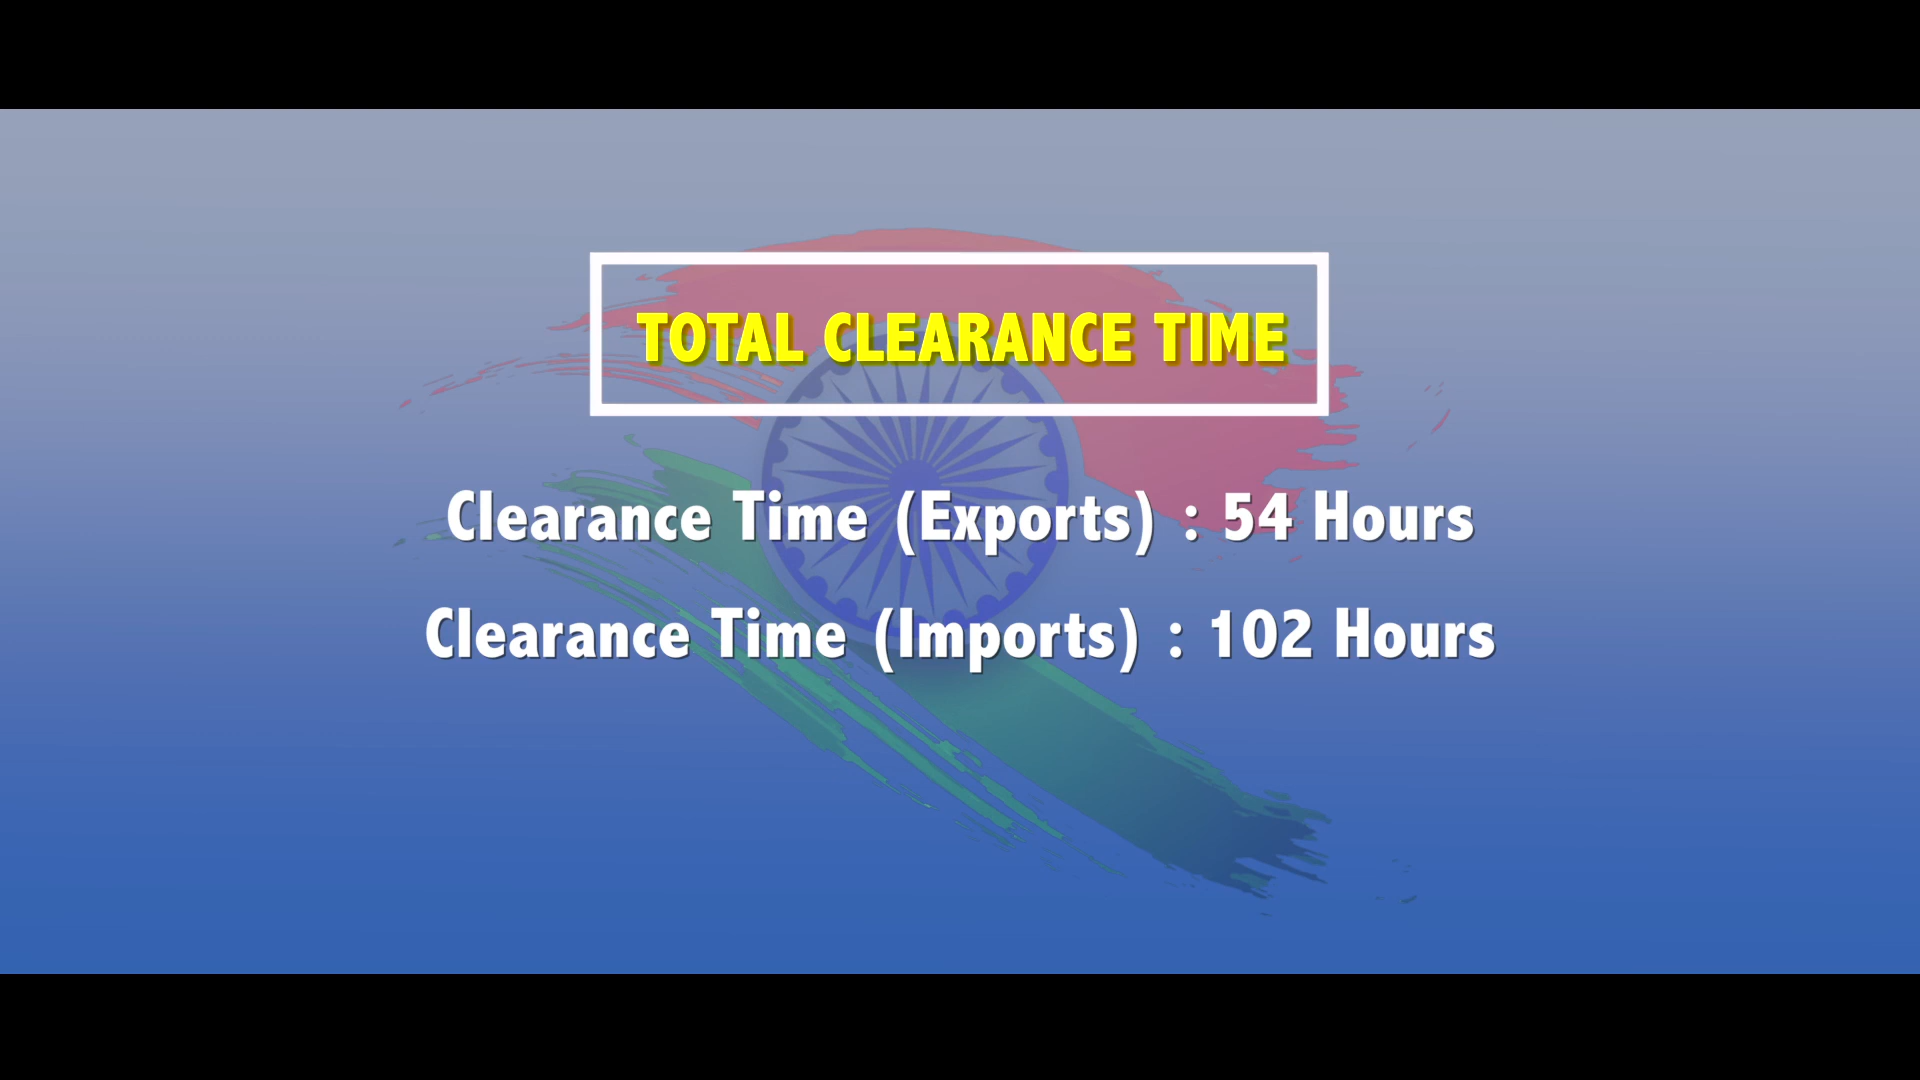 TOTAL CLEARANCE TIME
Clearance Time (Exports) : 54 Hours
Clearance Time (Imports) : 102 Hours